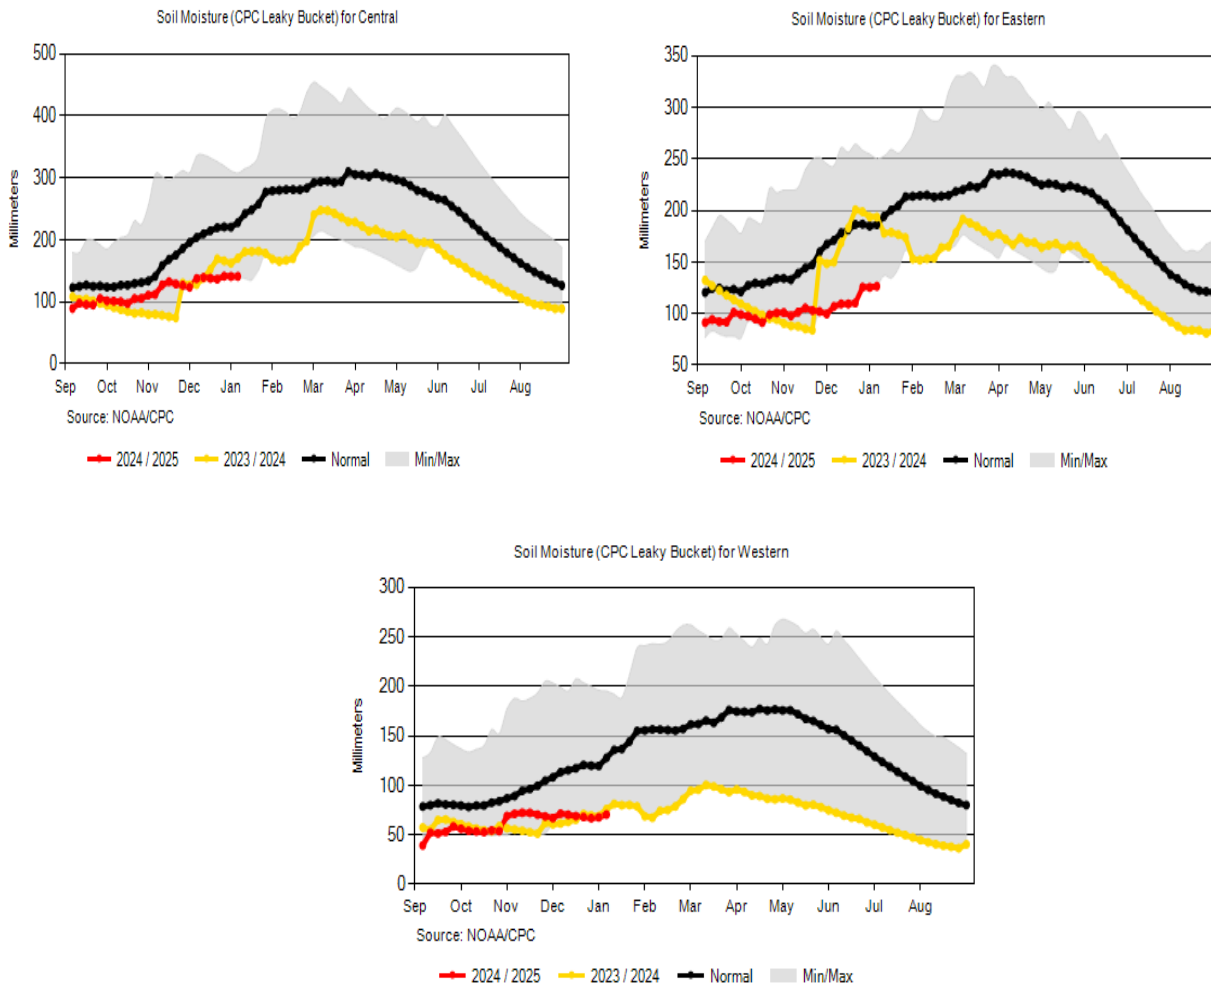 Soil Moisture (CPC Leaky Bucket) for Central
500
400
300
200
100
0
Millimeters
Sep Oct Nov Dec Jan Feb Mar Apr May Jun Jul Aug
Source: NOAA/CPC
2024 / 2025 2023 / 2024 Normal Min/Max
Soil Moisture (CPC Leaky Bucket) for Eastern
350
300
250
200
150
100
50
Millimeters
Sep Oct Nov Dec Jan Feb Mar Apr May Jun Jul Aug
Source: NOAA/CPC
2024 / 2025 2023 / 2024 Normal Min/Max
Soil Moisture (CPC Leaky Bucket) for Western
300
250
200
150
100
50
0
Millimeters
Sep Oct Nov Dec Jan Feb Mar Apr May Jun Jul Aug
Source: NOAA/CPC
2024 / 2025 2023 / 2024 Normal Min/Max